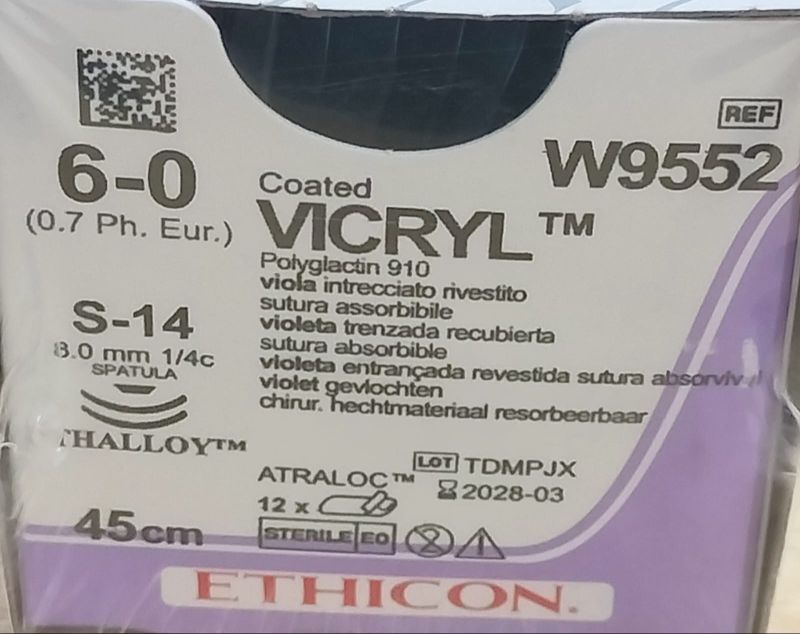 REF
W9552
6-0
(0.7 Ph. Eur.)
Coated
VICRYL™
Polyglactin 910
viola intrecciato rivestito
sutura assorbibile
violeta trenzada recubierta
sutura absorbible
violeta entrançada revestida sutura
violet gevlochten
chirur. hechtmateriaal resorbeerbaar
S-14
8.0 mm 1/4c
SPATULA
THALLOY™
ATRALOC™
12 x
LOT TDMPJX
2028-03
45cm
STERILE EO
ETHICON.